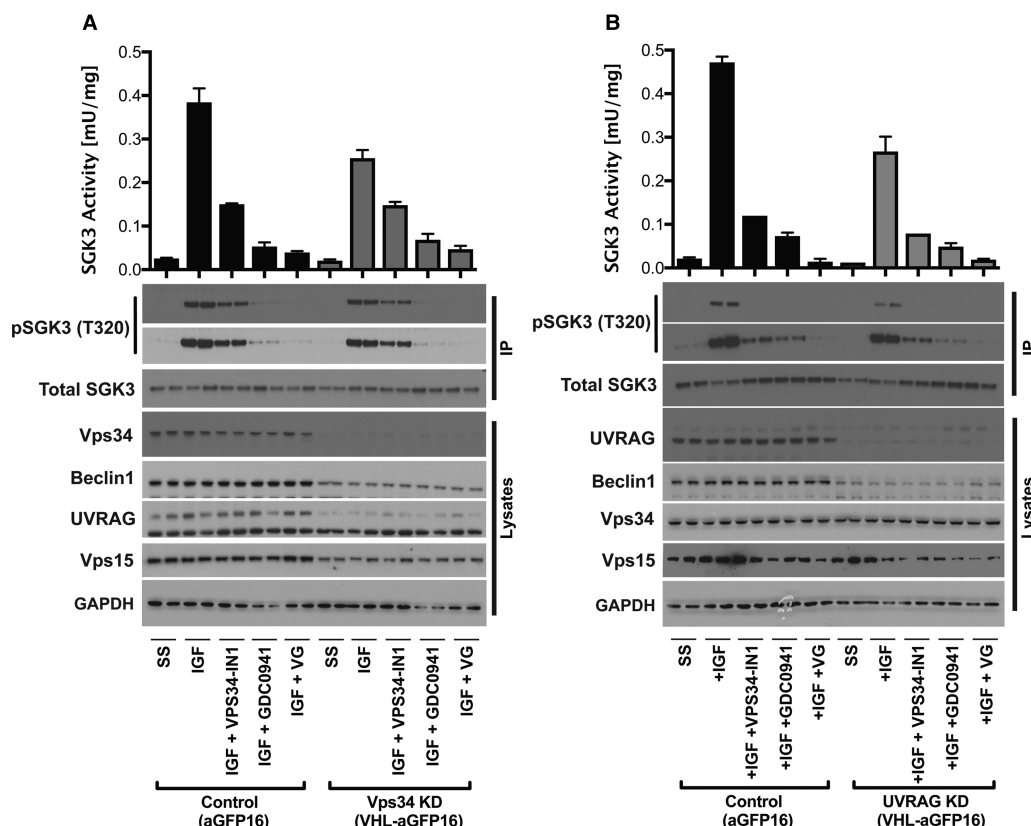 A
SGK3 Activity [mU/mg]
0.5
0.4
0.3
0.2
0.1
0.0
pSGK3 (T320)
Total SGK3
IP
Vps34
Beclin1
UVRAG
Vps15
GAPDH
Lysates
SS
IGF
IGF + VPS34-IN1
IGF + GDC0941
IGF + VG
SS
IGF
IGF + VPS34-IN1
IGF + GDC0941
IGF + VG
Control
(aGFP16)
Vps34 KD
(VHL-aGFP16)
B
SGK3 Activity [mU/mg]
0.5
0.4
0.3
0.2
0.1
0.0
pSGK3 (T320)
Total SGK3
IP
UVRAG
Beclin1
Vps34
Vps15
GAPDH
Lysates
SS
+IGF
+IGF +VPS34-IN1
+IGF +GDC0941
+IGF +VG
SS
+IGF
+IGF + VPS34-IN1
+IGF +GDC0941
+IGF + VG
Control
(aGFP16)
UVRAG KD
(VHL-aGFP16)